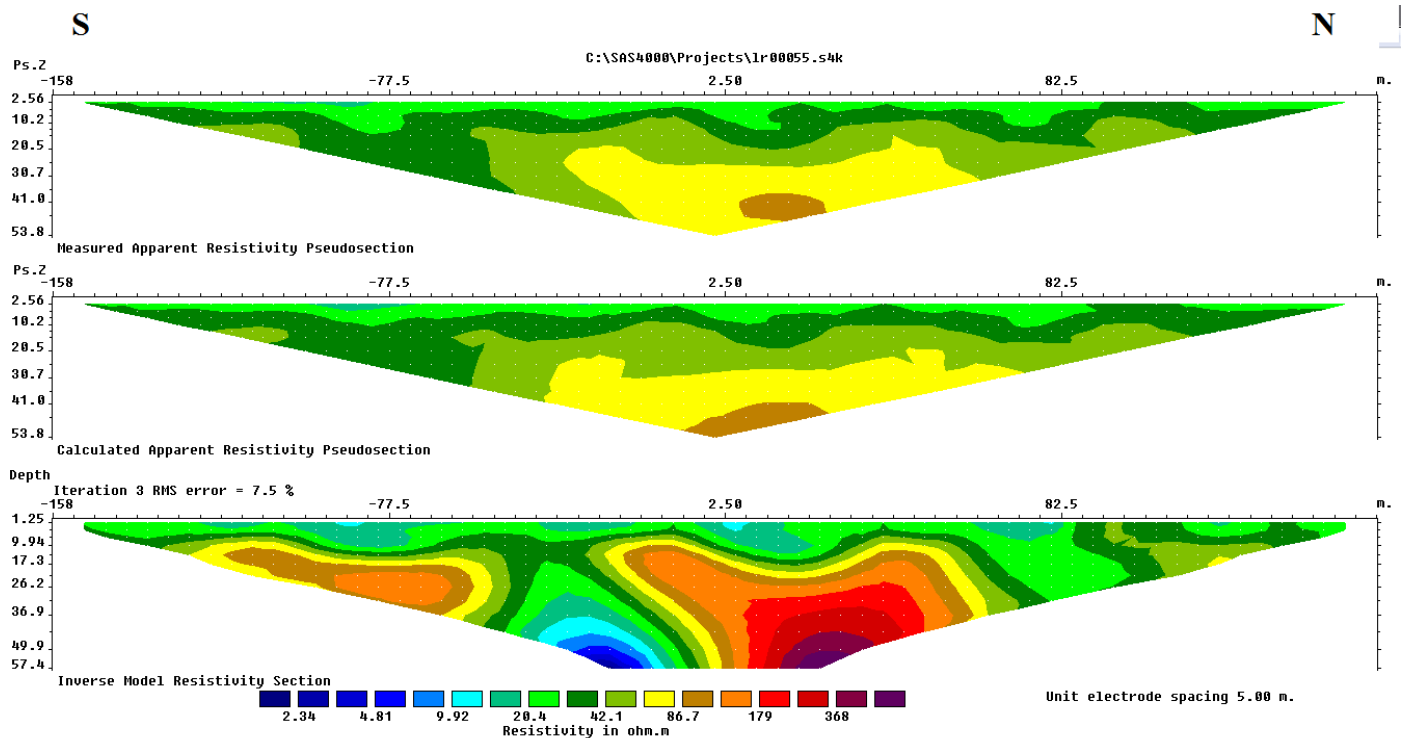 S N
C:\SAS4000\Projects\lr00055.s4k
Ps.Z
-158 -77.5 2.50 82.5 m.
2.56
10.2
20.5
30.7
41.0
53.8
Measured Apparent Resistivity Pseudosection
Ps.Z
-158 -77.5 2.50 82.5 m.
2.56
10.2
20.5
30.7
41.0
53.8
Calculated Apparent Resistivity Pseudosection
Depth
Iteration 3 RMS error = 7.5 %
-158 -77.5 2.50 82.5 m.
1.25
9.94
17.3
26.2
36.9
49.9
57.4
Inverse Model Resistivity Section
Unit electrode spacing 5.00 m.
2.34 4.81 9.92 20.4 42.1 86.7 179 368
Resistivity in ohm.m